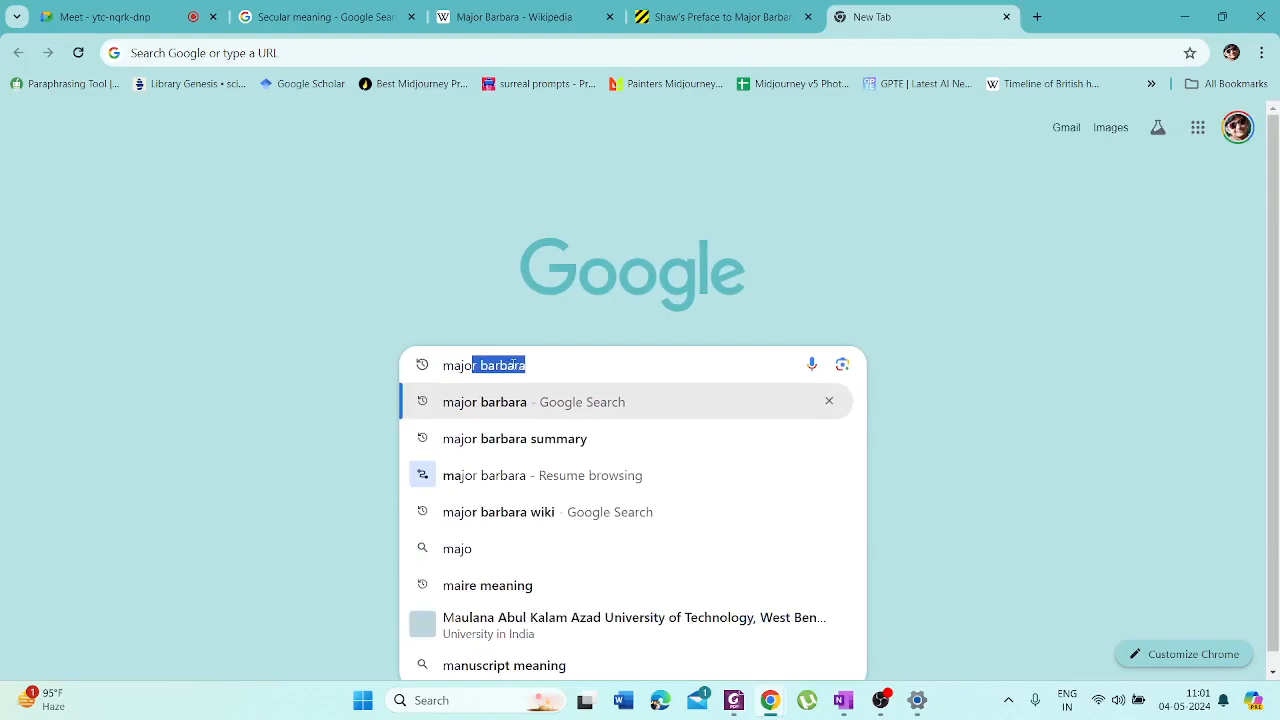 Meet - ytc-nqrk-dnp
Secular meaning - Google Sear
Major Barbara - Wikipedia
Shaw's Preface to Major Barbar
New Tab
Search Google or type a URL
Paraphrasing Tool |...
Library Genesis • sci...
Google Scholar
Best Midjourney Pr...
surreal prompts - Pr...
Painters Midjourney...
Midjourney v5 Phot...
GPTE | Latest AI Ne...
Timeline of British h...
»
All Bookmarks
Gmail
Images
Google
major barbara
major barbara - Google Search
major barbara summary
major barbara - Resume browsing
major barbara wiki - Google Search
majo
maire meaning
Maulana Abul Kalam Azad University of Technology, West Ben...
University in India
manuscript meaning
Customize Chrome
1
95°F
Haze
Search
1
ENG
IN
11:01
04-05-2024